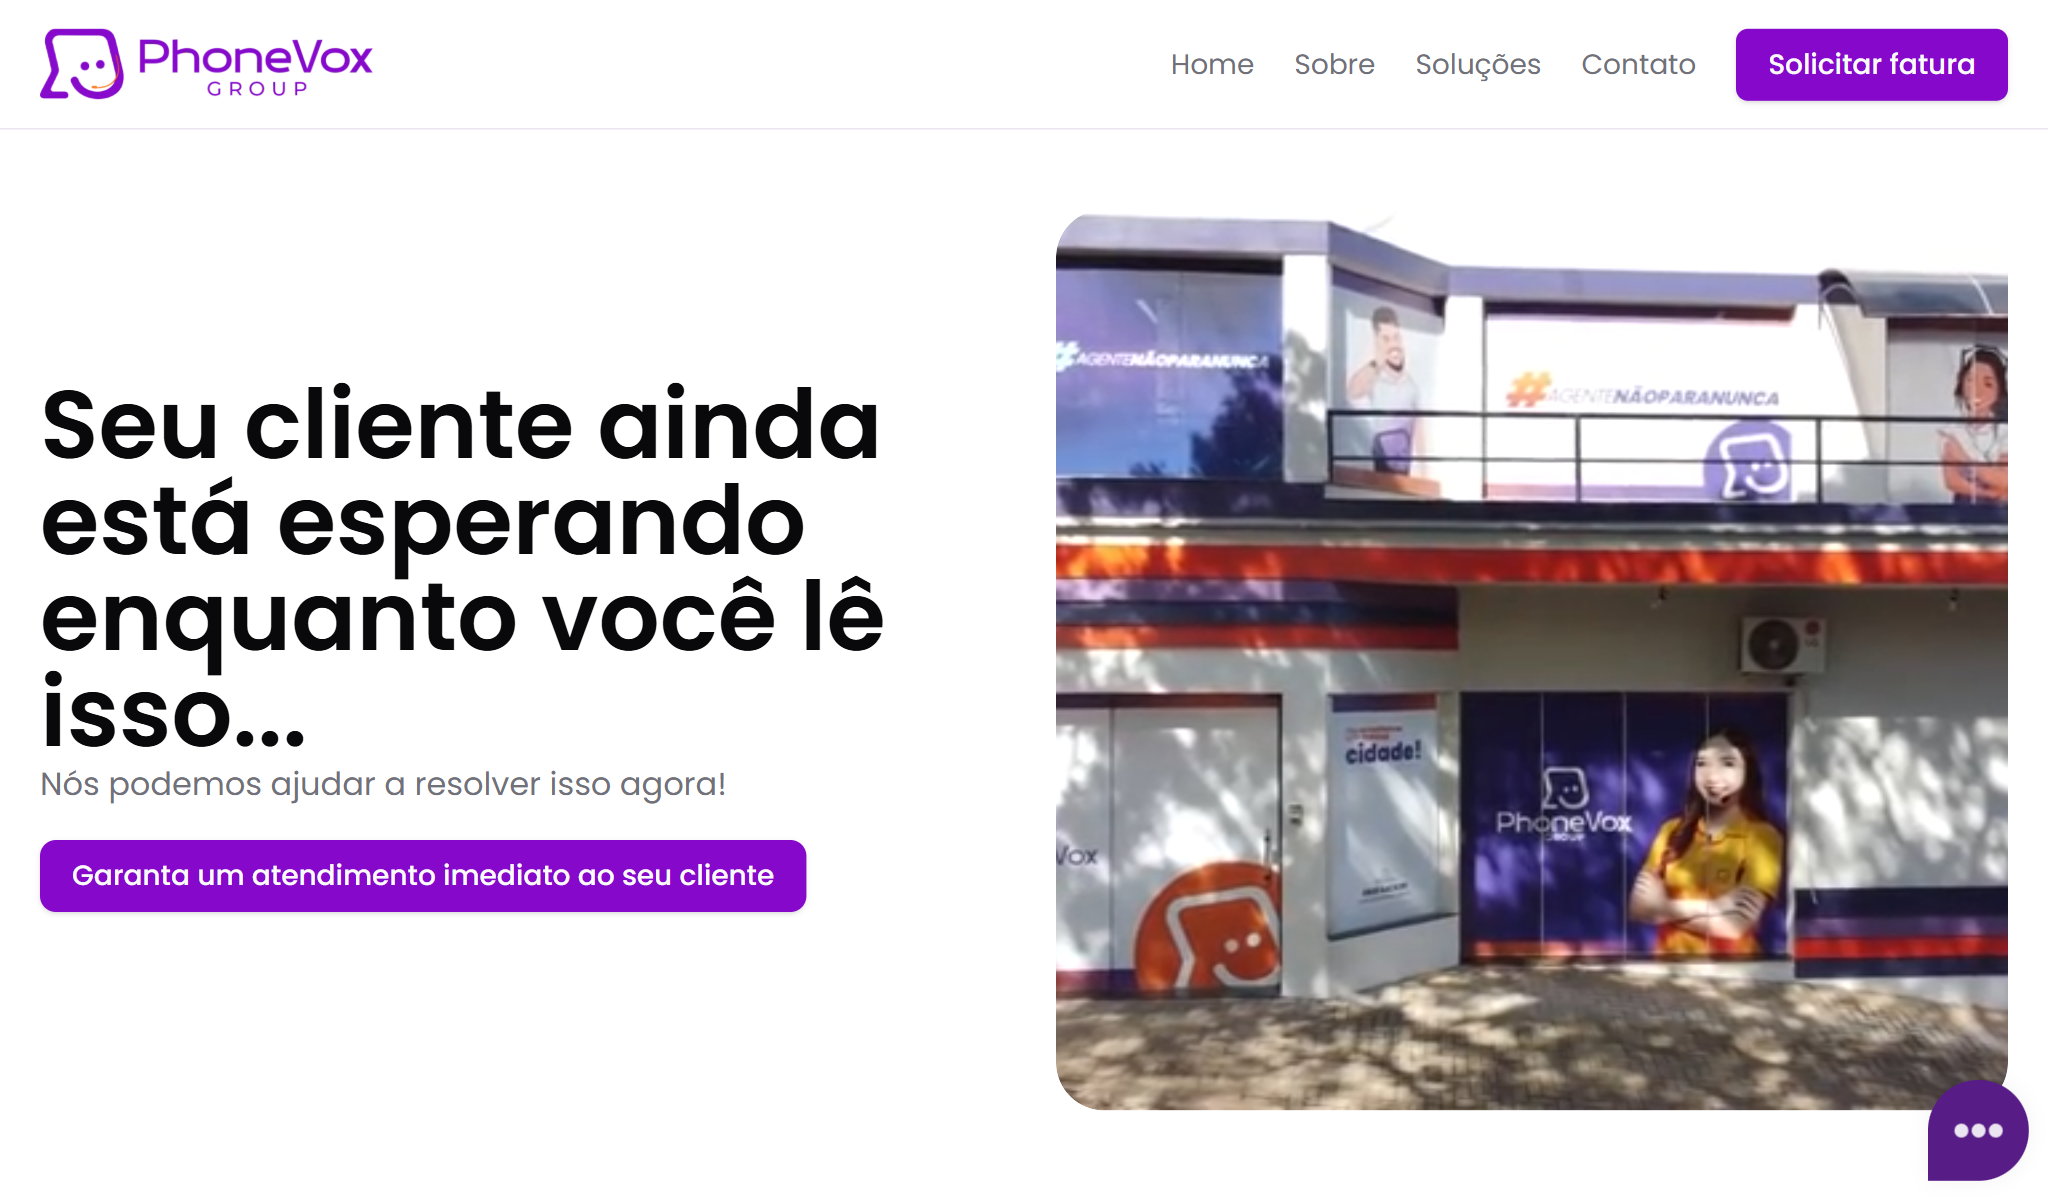 PhoneVox
GROUP
Home
Sobre
Soluções
Contato
Solicitar fatura
Seu cliente ainda
está esperando
enquanto você lê
isso...
Nós podemos ajudar a resolver isso agora!
Garanta um atendimento imediato ao seu cliente
#AGENTENÃOPARANUNCA
#AGENTENÃOPARANUNCA
cidade!
PhoneVox
GROUP
Vox